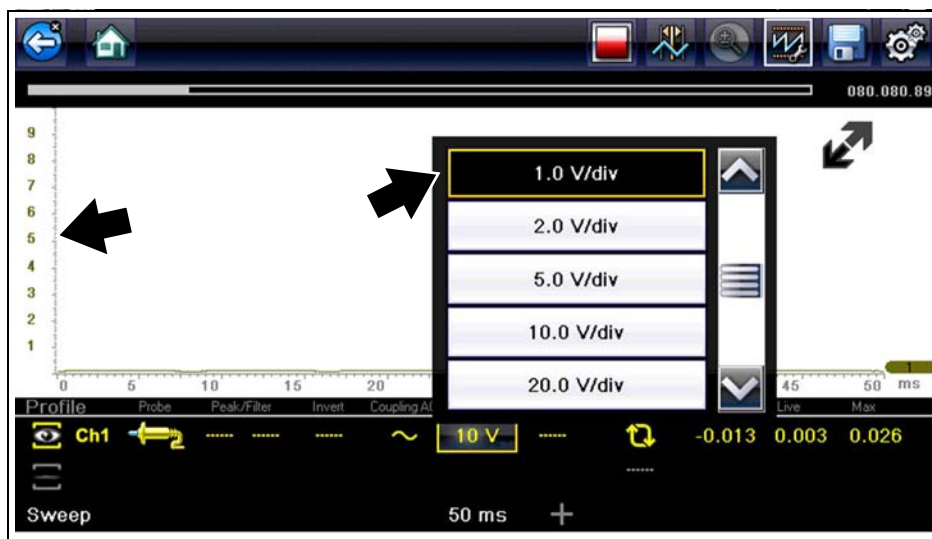 080.080.89
9
8
7
6
5
4
3
2
1
1.0 V/div
2.0 V/div
5.0 V/div
10.0 V/div
20.0 V/div
1
0 5 10 15 20 45 50 ms
Profile Probe Peak/Filter Invert Coupling Live Max
Ch1 ----- ----- ----- 10 V ----- -0.013 0.003 0.026
-----
Sweep 50 ms